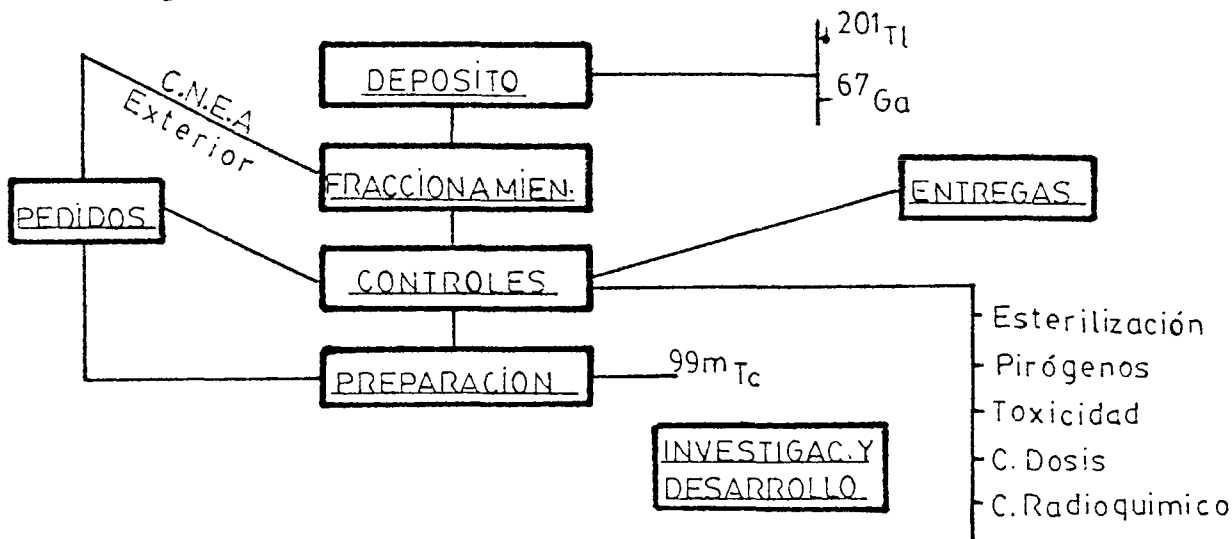 DEPOSITO
²⁰¹Tl
⁶⁷Ga
C.N.E.A
Exterior
FRACCIONAMIEN.
PEDIDOS
ENTREGAS
CONTROLES
PREPARACION
⁹⁹ᵐTc
Esterilización
Pirógenos
Toxicidad
C. Dosis
C. Radioquimico
INVESTIGAC. Y
DESARROLLO